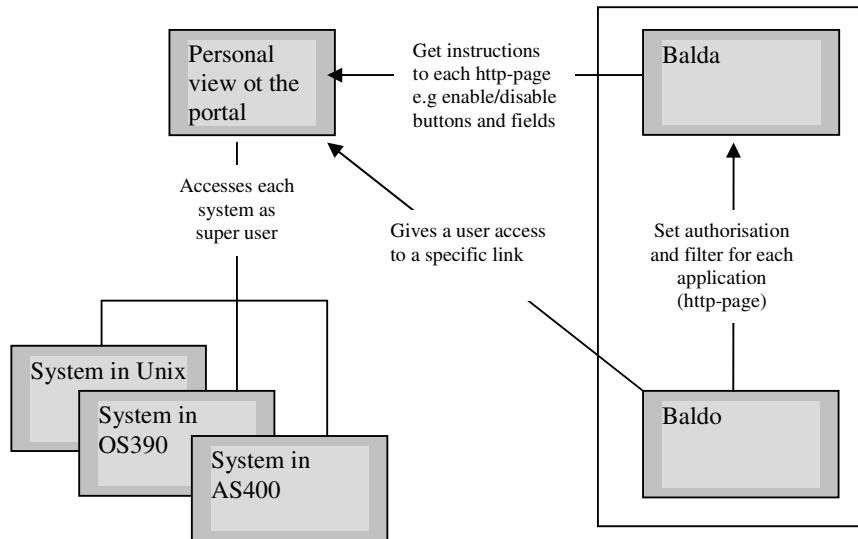 Personal
view ot the
portal
Get instructions
to each http-page
e.g enable/disable
buttons and fields
Balda
Accesses each
system as
super user
Gives a user access
to a specific link
Set authorisation
and filter for each
application
(http-page)
System in Unix
System in
OS390
System in
AS400
Baldo